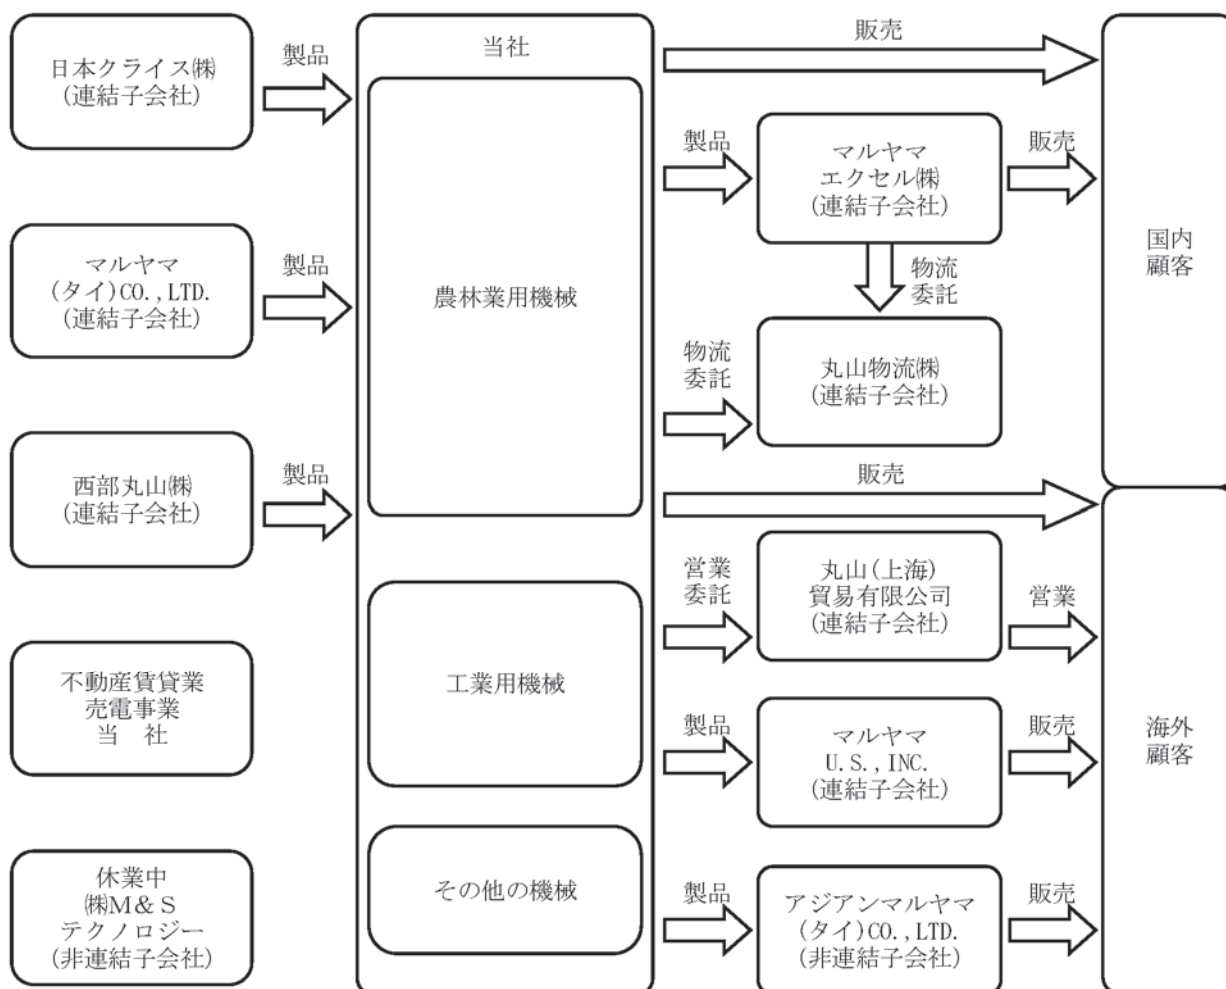 日本クライス㈱
(連結子会社)
製品
マルヤマ
(タイ)CO.,LTD.
(連結子会社)
製品
西部丸山㈱
(連結子会社)
製品
不動産賃貸業
売電事業
当 社
休業中
㈱M&S
テクノロジー
(非連結子会社)
当社
農林業用機械
工業用機械
その他の機械
販売
製品
マルヤマ
エクセル㈱
(連結子会社)
販売
物流
委託
物流
委託
丸山物流㈱
(連結子会社)
販売
営業
委託
丸山(上海)
貿易有限公司
(連結子会社)
営業
製品
マルヤマ
U.S.,INC.
(連結子会社)
販売
製品
アジアンマルヤマ
(タイ)CO.,LTD.
(非連結子会社)
販売
国内
顧客
海外
顧客